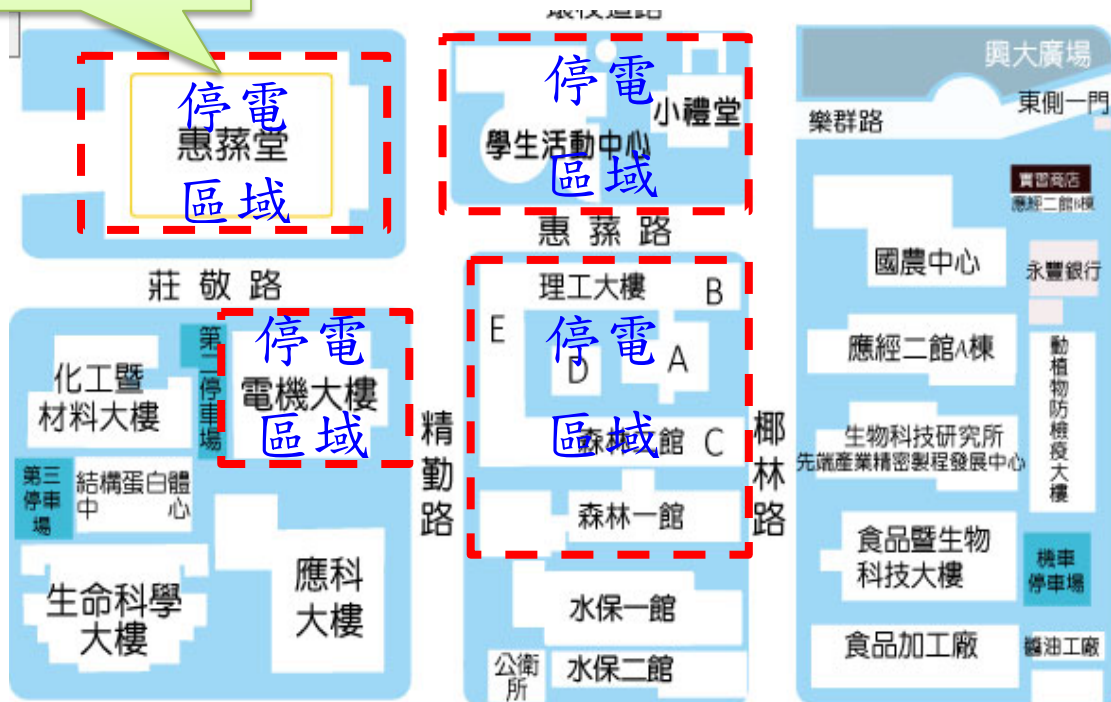 停電
惠蓀堂
區域
停電
小禮堂
學生活動中心
區域
興大廣場
東側一門
樂群路
實習商店
應經二館B棟
國農中心
永豐銀行
惠蓀路
莊敬路
理工大樓
B
E
停電
D
A
區域
森林二館
C
森林一館
第二停車場
停電
電機大樓
區域
化工暨
材料大樓
精勤路
椰林路
第三
停車
場
結構蛋白體
中心
生命科學
大樓
應科
大樓
水保一館
公衛
所
水保二館
應經二館A棟
動植物防檢疫大樓
生物科技研究所
先端產業精密製程發展中心
食品暨生物
科技大樓
機車
停車場
食品加工廠
醬油工廠